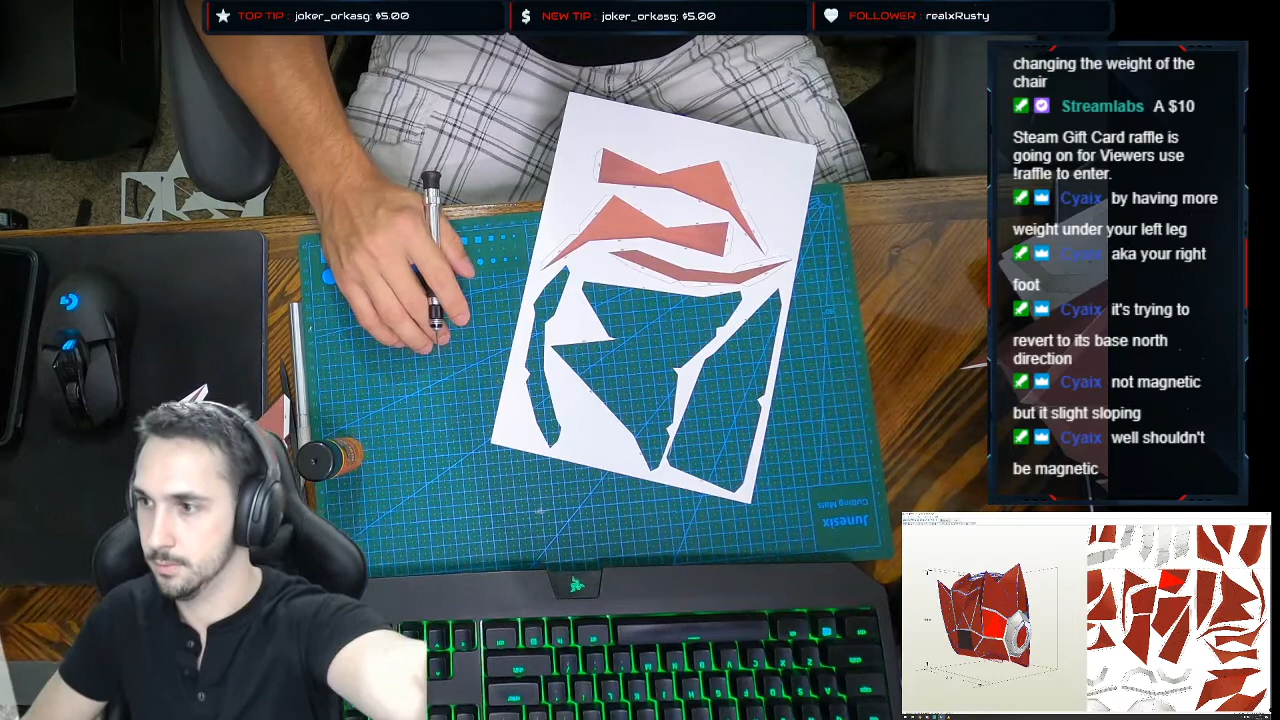 TOP TIP : joker_orkasg: $5.00
NEW TIP : joker_orkasg: $5.00
FOLLOWER : realxRusty
changing the weight of the
chair
Streamlabs A $10
Steam Gift Card raffle is
going on for Viewers use
!raffle to enter.
Cyaix by having more
weight under your left leg
Cyaix aka your right
foot
Cyaix it's trying to
revert to its base north
direction
Cyaix not magnetic
but it slight sloping
Cyaix well shouldn't
be magnetic
Junesix
Cutting Mats